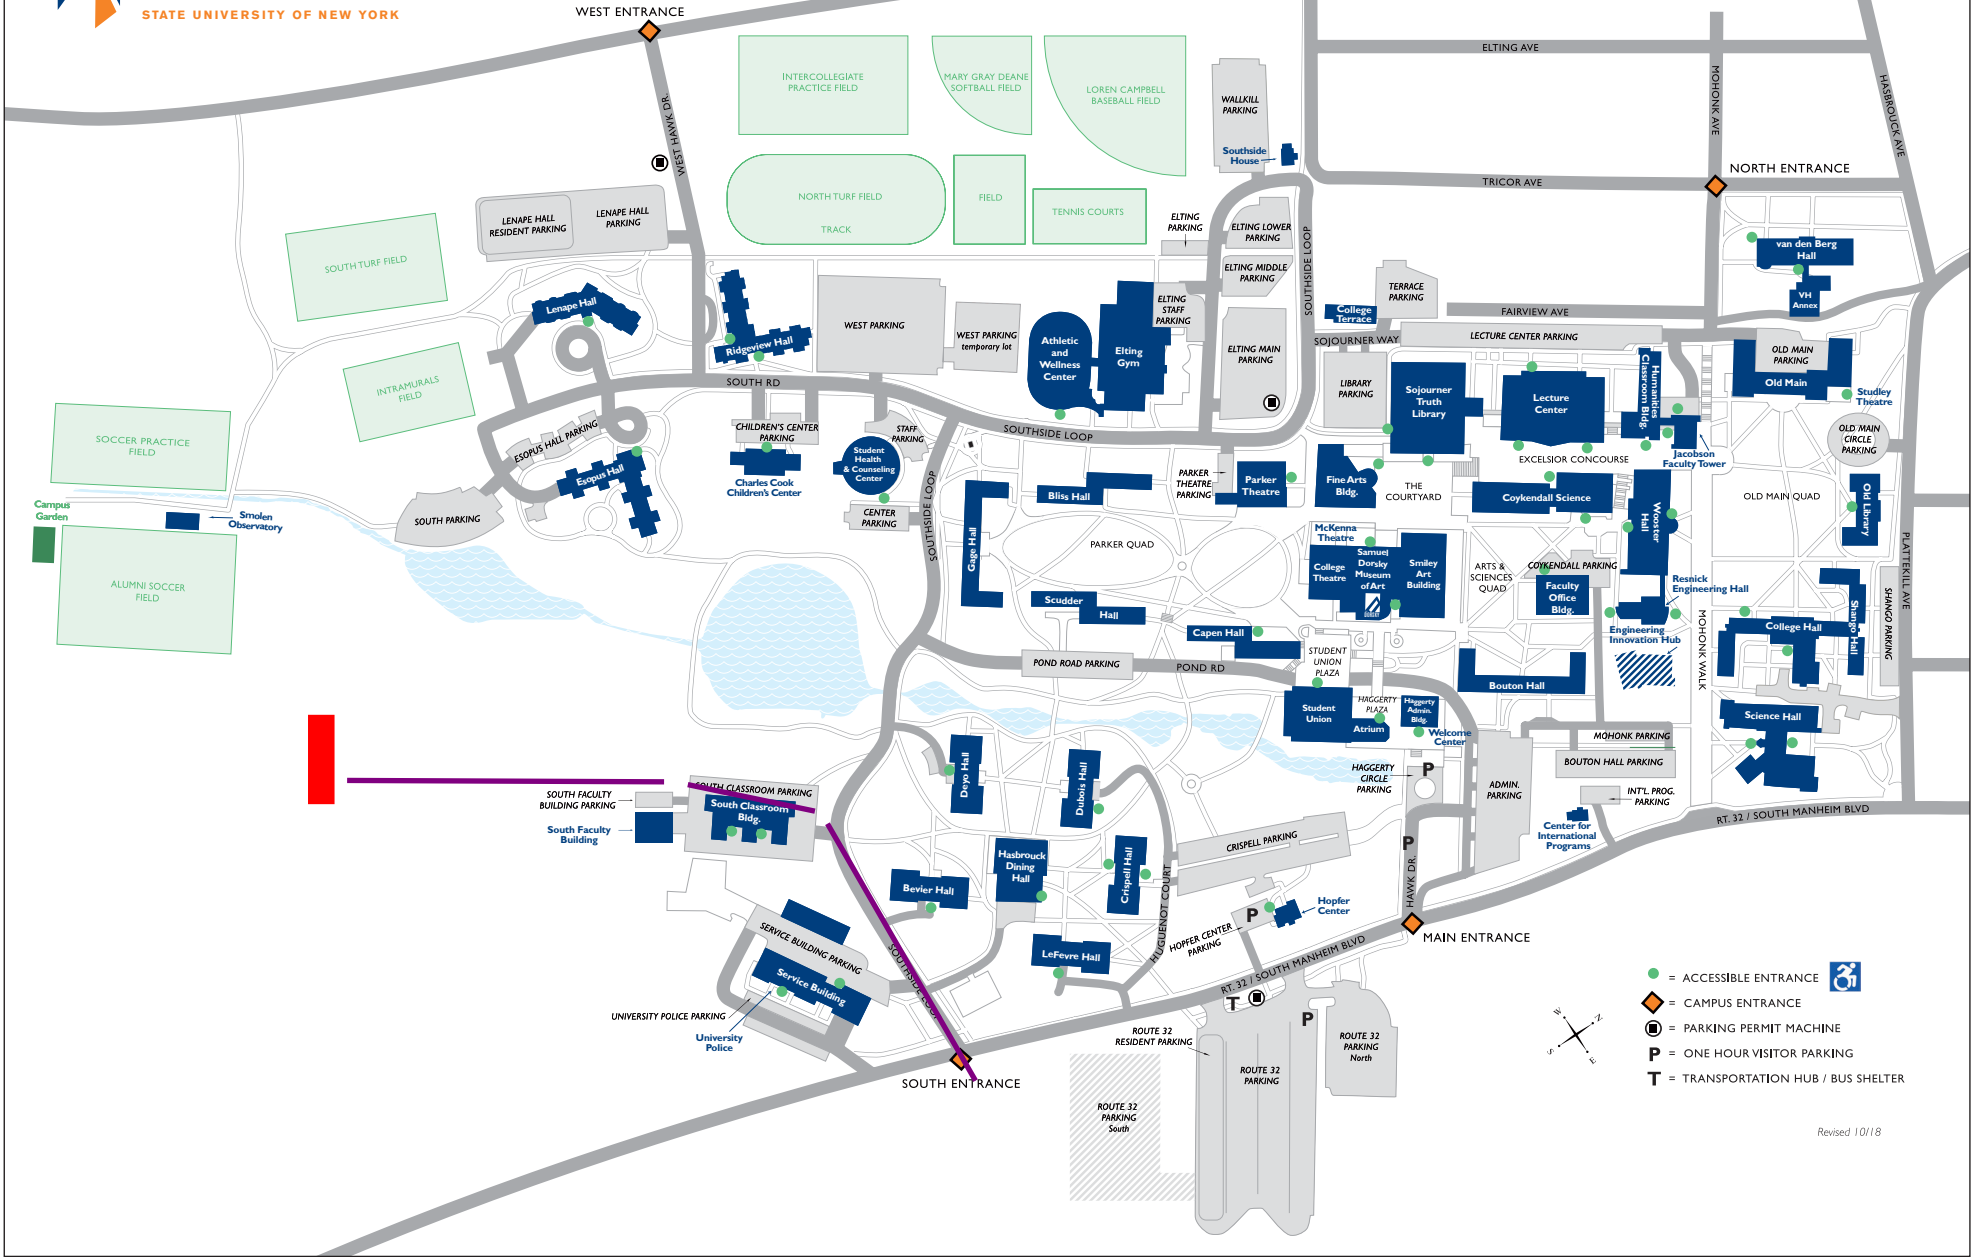 STATE UNIVERSITY OF NEW YORK
WEST ENTRANCE
ELTING AVE
MOHONK AVE
HASBROUCK AVE
WEST HAWK DR.
INTERCOLLEGIATE
PRACTICE FIELD
MARY GRAY DEANE
SOFTBALL FIELD
LOREN CAMPBELL
BASEBALL FIELD
WALLKILL
PARKING
Southside
House
TRICOR AVE
NORTH ENTRANCE
LENAPE HALL
RESIDENT PARKING
LENAPE HALL
PARKING
NORTH TURF FIELD
TRACK
FIELD
TENNIS COURTS
ELTING
PARKING
ELTING LOWER
PARKING
SOUTHSIDE LOOP
van den Berg
Hall
VH
Annex
SOUTH TURF FIELD
Lenape Hall
Ridgeview Hall
WEST PARKING
WEST PARKING
temporary lot
Athletic
and
Wellness
Center
Elting
Gym
ELTING
STAFF
PARKING
ELTING MIDDLE
PARKING
ELTING MAIN
PARKING
TERRACE
PARKING
College
Terrace
FAIRVIEW AVE
SOJOURNER WAY
LECTURE CENTER PARKING
OLD MAIN
PARKING
Old Main
Studley
Theatre
INTRAMURALS
FIELD
SOUTH RD
LIBRARY
PARKING
Sojourner
Truth
Library
Lecture
Center
Humanities
Classroom Bldg.
Jacobson
Faculty Tower
OLD MAIN
CIRCLE
PARKING
SOCCER PRACTICE
FIELD
ESOPUS HALL PARKING
Esopus Hall
CHILDREN'S CENTER
PARKING
Charles Cook
Children's Center
STAFF
PARKING
Student
Health
& Counseling
Center
SOUTHSIDE LOOP
EXCELSIOR CONCOURSE
PARKER
THEATRE
PARKING
Parker
Theatre
Fine Arts
Bldg.
THE
COURTYARD
Coykendall Science
Wooster
Hall
OLD MAIN QUAD
Old Library
Campus
Garden
Smolen
Observatory
SOUTH PARKING
CENTER
PARKING
SOUTHSIDE LOOP
Gage Hall
Bliss Hall
PARKER QUAD
McKenna
Theatre
College
Theatre
Samuel
Dorsky
Museum
of Art
DORSKY
Smiley
Art
Building
ARTS &
SCIENCES
QUAD
COYKENDALL PARKING
Faculty
Office
Bldg.
Resnick
Engineering Hall
Engineering
Innovation Hub
MOHONK WALK
PLATTEKILL AVE
SHANGO PARKING
Shango Hall
College Hall
ALUMNI SOCCER
FIELD
Scudder
Hall
Capen Hall
POND ROAD PARKING
POND RD
STUDENT
UNION
PLAZA
Student
Union
HAGGERTY
PLAZA
Atrium
Haggerty
Admin.
Bldg.
Welcome
Center
Bouton Hall
Science Hall
MOHONK PARKING
BOUTON HALL PARKING
HAGGERTY
CIRCLE
PARKING
P
ADMIN.
PARKING
INT'L. PROG.
PARKING
Center for
International
Programs
RT. 32 / SOUTH MANHEIM BLVD
SOUTH CLASSROOM PARKING
South Classroom
Bldg.
SOUTH FACULTY
BUILDING PARKING
South Faculty
Building
Deyo Hall
Dubois Hall
Hasbrouck
Dining
Hall
Crispell Hall
CRISPELL PARKING
HUGUENOT COURT
P
HAWK DR.
Bevier Hall
LeFevre Hall
P
Hopfer
Center
HOPFER CENTER
PARKING
MAIN ENTRANCE
SERVICE BUILDING PARKING
Service Building
SOUTHSIDE LOOP
UNIVERSITY POLICE PARKING
University
Police
RT. 32 / SOUTH MANHEIM BLVD
T
P
SOUTH ENTRANCE
ROUTE 32
RESIDENT PARKING
ROUTE 32
PARKING
ROUTE 32
PARKING
North
ROUTE 32
PARKING
South
W
N
S
E
= ACCESSIBLE ENTRANCE
= CAMPUS ENTRANCE
= PARKING PERMIT MACHINE
P = ONE HOUR VISITOR PARKING
T = TRANSPORTATION HUB / BUS SHELTER
Revised 10/18